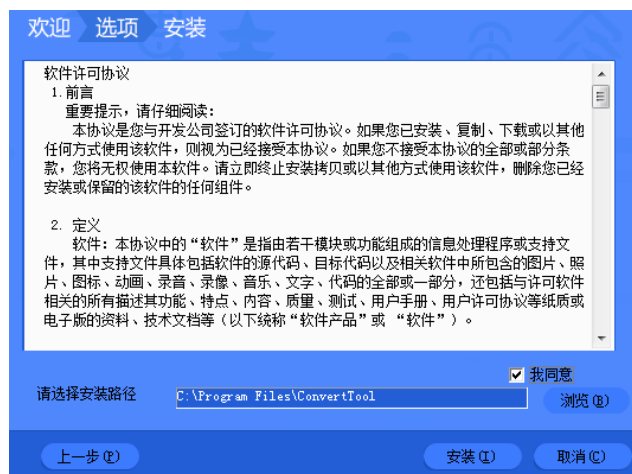 欢迎 选项 安装
软件许可协议
1.前言
重要提示，请仔细阅读：
本协议是您与开发公司签订的软件许可协议。如果您已安装、复制、下载或以其他
任何方式使用该软件，则视为已经接受本协议。如果您不接受本协议的全部或部分条
款，您将无权使用本软件。请立即终止安装拷贝或以其他方式使用该软件，删除您已经
安装或保留的该软件的任何组件。
2. 定义
软件：本协议中的“软件”是指由若干模块或功能组成的信息处理程序或支持文
件，其中支持文件具体包括软件的源代码、目标代码以及相关软件中所包含的图片、照
片、图标、动画、录音、录像、音乐、文字、代码的全部或一部分，还包括与许可软件
相关的所有描述其功能、特点、内容、质量、测试、用户手册、用户许可协议等纸质或
电子版的资料、技术文档等（以下统称“软件产品”或 “软件”）。
我同意
请选择安装路径 C:\Program Files\ConvertTool 浏览(B)
上一步(P) 安装(I) 取消(C)